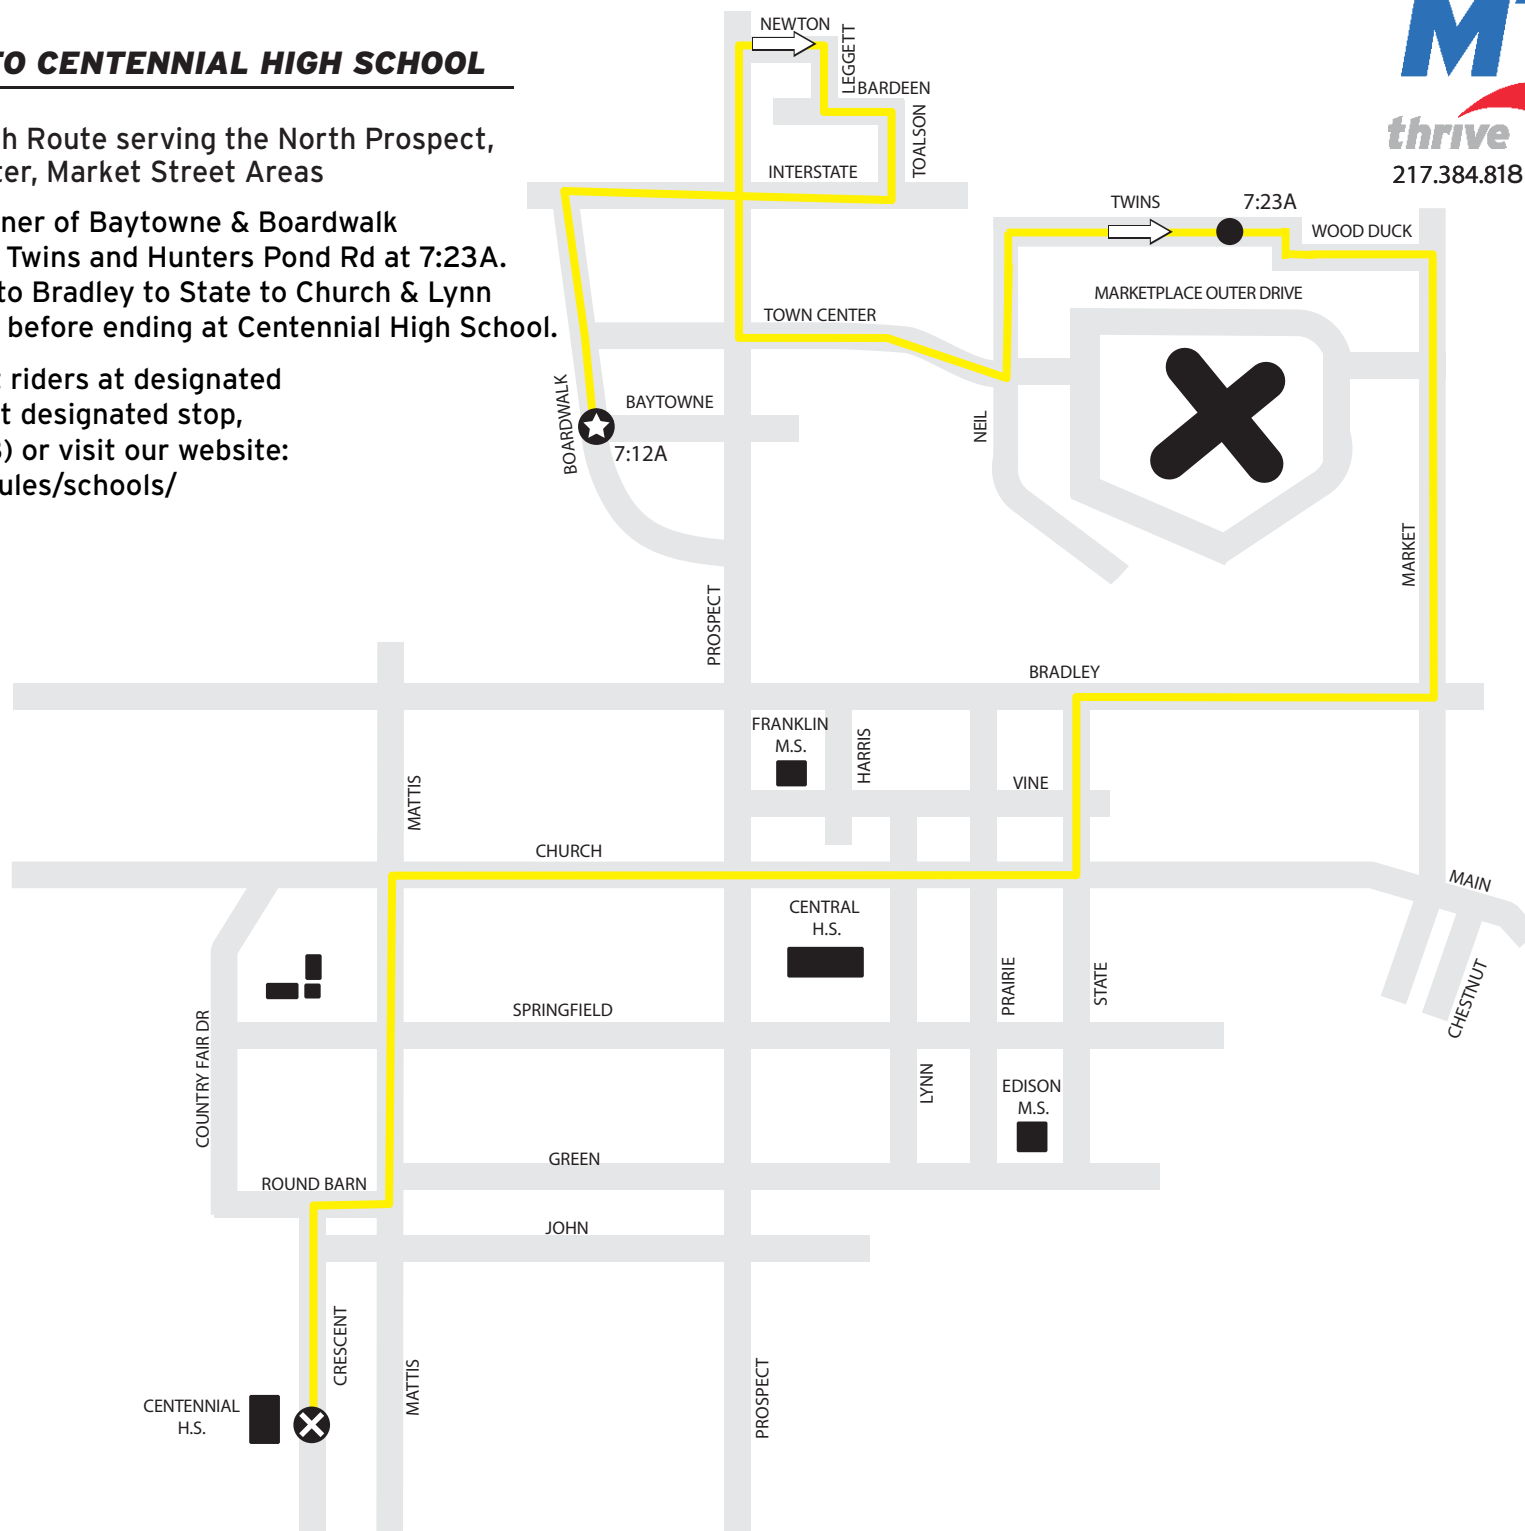 TO CENTENNIAL HIGH SCHOOL
Route serving the North Prospect,
Market Street Areas
of Baytowne & Boardwalk
Twins and Hunters Pond Rd at 7:23A.
to Bradley to State to Church & Lynn
before ending at Centennial High School.
riders at designated
designated stop,
or visit our website:
/schools/
thrive
217.384.818
NEWTON
LEGGETT
BARDEEN
TOALSON
INTERSTATE
TWINS
7:23A
WOOD DUCK
MARKETPLACE OUTER DRIVE
TOWN CENTER
BOARDWALK
BAYTOWNE
7:12A
NEIL
MARKET
PROSPECT
BRADLEY
FRANKLIN
M.S.
HARRIS
VINE
MATTIS
CHURCH
MAIN
CENTRAL
H.S.
PRAIRIE
STATE
CHESTNUT
SPRINGFIELD
COUNTRY FAIR DR
LYNN
EDISON
M.S.
GREEN
ROUND BARN
JOHN
CRESCENT
MATTIS
PROSPECT
CENTENNIAL
H.S.